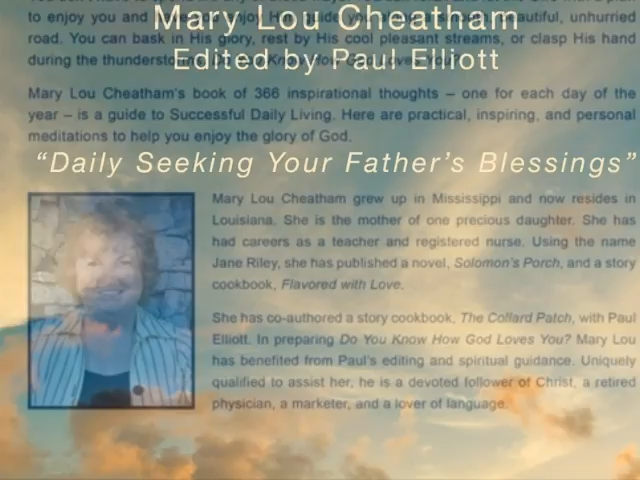 Mary Lou Cheatham
to enjoy you and
beautiful, unhurried
road. You can bask in His glory, rest by His cool pleasant streams, or clasp His hand
Edited by Paul Elliott
during the thunderstorm.
Mary Lou Cheatham's book of 366 inspirational thoughts – one for each day of the
year – is a guide to Successful Daily Living. Here are practical, inspiring, and personal
meditations to help you enjoy the glory of God.
“Daily Seeking Your Father's Blessings”
Mary Lou Cheatham grew up in Mississippi and now resides in
Louisiana. She is the mother of one precious daughter. She has
had careers as a teacher and registered nurse. Using the name
Jane Riley, she has published a novel, Solomon's Porch, and a story
cookbook, Flavored with Love.
She has co-authored a story cookbook, The Collard Patch, with Paul
Elliott. In preparing Do You Know How God Loves You? Mary Lou
has benefited from Paul's editing and spiritual guidance. Uniquely
qualified to assist her, he is a devoted follower of Christ, a retired
physician, a marketer, and a lover of language.